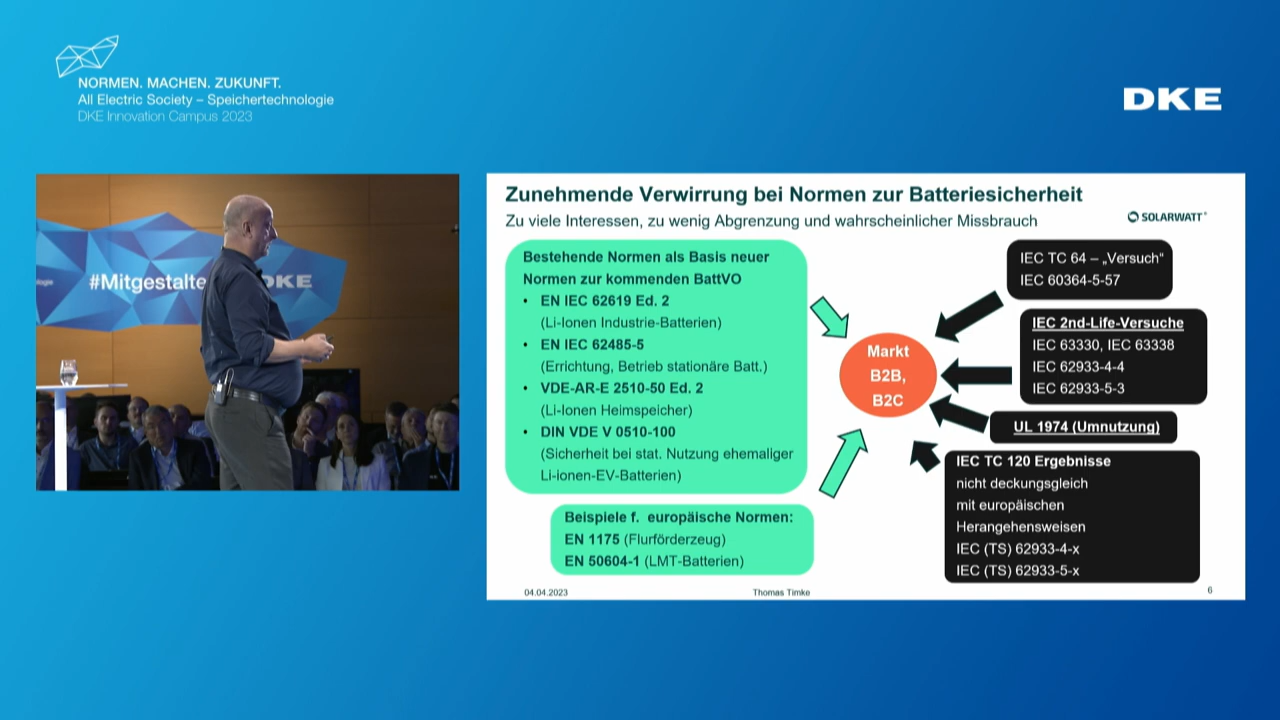 NORMEN. MACHEN. ZUKUNFT.
All Electric Society – Speichertechnologie
DKE Innovation Campus 2023
DKE
#Mitgestalte
DKE
Zunehmende Verwirrung bei Normen zur Batteriesicherheit
Zu viele Interessen, zu wenig Abgrenzung und wahrscheinlicher Missbrauch
SOLARWATT
Bestehende Normen als Basis neuer
Normen zur kommenden BattVO
• EN IEC 62619 Ed. 2
(Li-Ionen Industrie-Batterien)
• EN IEC 62485-5
(Errichtung, Betrieb stationäre Batt.)
• VDE-AR-E 2510-50 Ed. 2
(Li-Ionen Heimspeicher)
• DIN VDE V 0510-100
(Sicherheit bei stat. Nutzung ehemaliger
Li-ionen-EV-Batterien)
Beispiele f. europäische Normen:
EN 1175 (Flurförderzeug)
EN 50604-1 (LMT-Batterien)
Markt
B2B,
B2C
IEC TC 64 – „Versuch“
IEC 60364-5-57
IEC 2nd-Life-Versuche
IEC 63330, IEC 63338
IEC 62933-4-4
IEC 62933-5-3
UL 1974 (Umnutzung)
IEC TC 120 Ergebnisse
nicht deckungsgleich
mit europäischen
Herangehensweisen
IEC (TS) 62933-4-x
IEC (TS) 62933-5-x
04.04.2023
Thomas Timke
6